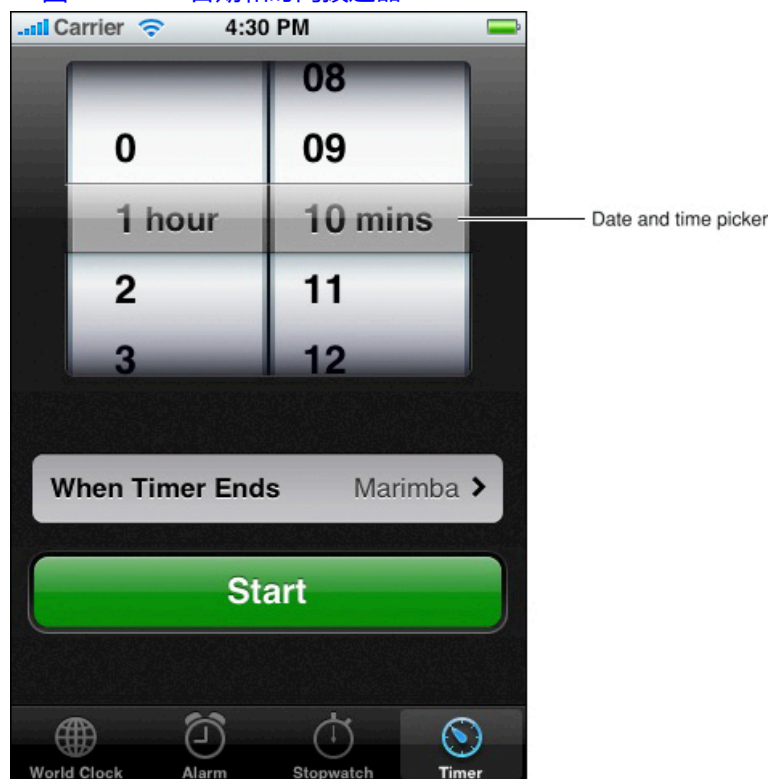 Carrier 4:30 PM
08
0 09
1 hour 10 mins
Date and time picker
2 11
3 12
When Timer Ends Marimba
Start
World Clock Alarm Stopwatch Timer